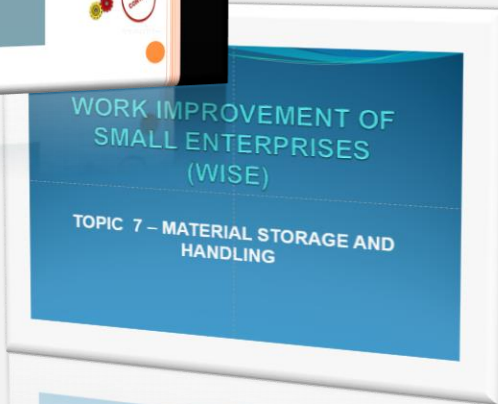 WORK IMPROVEMENT OF
SMALL ENTERPRISES
(WISE)
TOPIC 7 – MATERIAL STORAGE AND
HANDLING